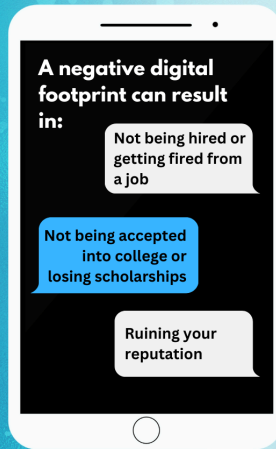 A negative digital
footprint can result
in:
Not being hired or
getting fired from
a job
Not being accepted
into college or
losing scholarships
Ruining your
reputation